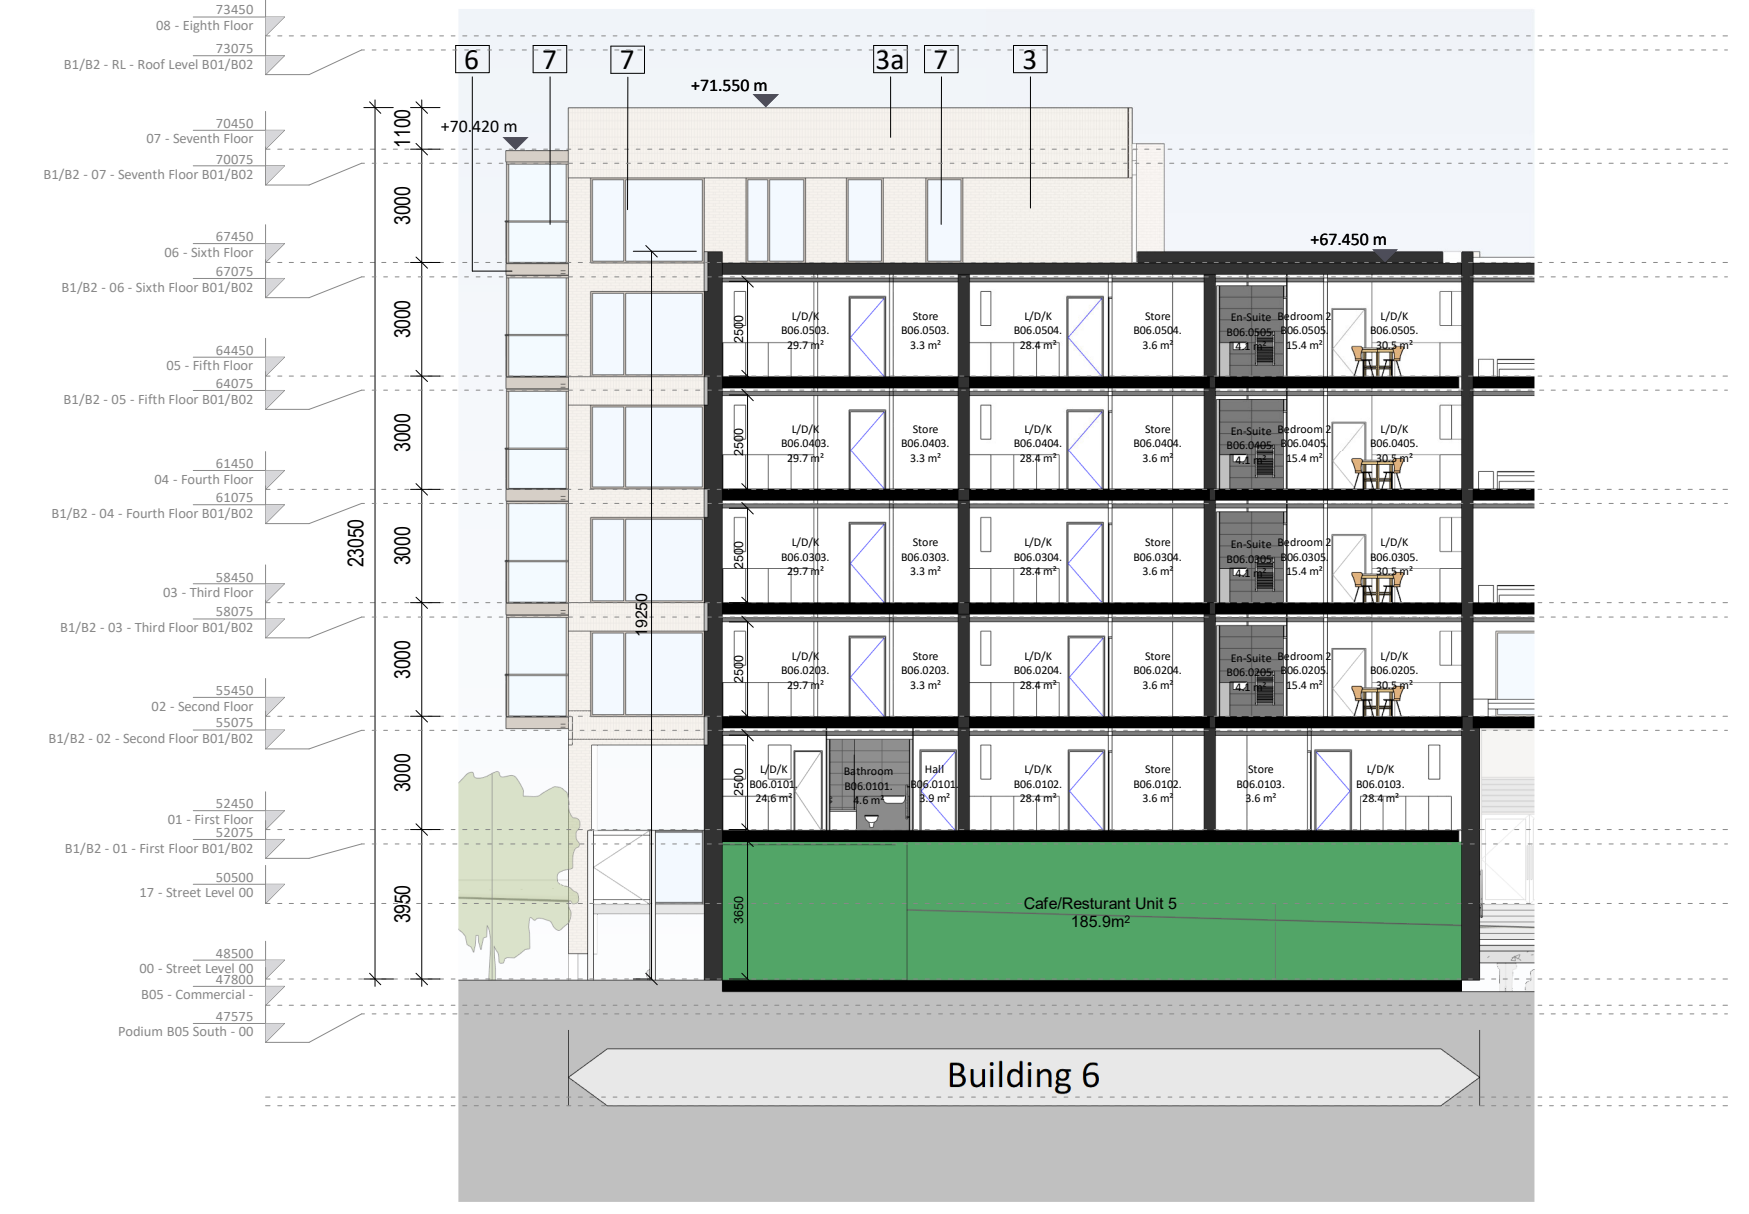 73450
08 - Eighth Floor
73075
B1/B2 - RL - Roof Level B01/B02
70450
07 - Seventh Floor
70075
B1/B2 - 07 - Seventh Floor B01/B02
67450
06 - Sixth Floor
67075
B1/B2 - 06 - Sixth Floor B01/B02
64450
05 - Fifth Floor
64075
B1/B2 - 05 - Fifth Floor B01/B02
61450
04 - Fourth Floor
61075
B1/B2 - 04 - Fourth Floor B01/B02
58450
03 - Third Floor
58075
B1/B2 - 03 - Third Floor B01/B02
55450
02 - Second Floor
55075
B1/B2 - 02 - Second Floor B01/B02
52450
01 - First Floor
52075
B1/B2 - 01 - First Floor B01/B02
50500
17 - Street Level 00
48500
00 - Street Level 00
47800
B05 - Commercial -
47575
Podium B05 South - 00
6
7
7
3a
7
3
+71.550 m
+70.420 m
+67.450 m
23050
1100
3000
3000
3000
3000
3000
3000
3950
19250
2500
L/D/K
B06.0503.
29.7 m²
Store
B06.0503.
3.3 m²
L/D/K
B06.0504.
28.4 m²
Store
B06.0504.
3.6 m²
En-Suite
B06.0505.
4.1 m²
Bedroom 2
B06.0505.
15.4 m²
L/D/K
B06.0505.
30.5 m²
2500
L/D/K
B06.0403.
29.7 m²
Store
B06.0403.
3.3 m²
L/D/K
B06.0404.
28.4 m²
Store
B06.0404.
3.6 m²
En-Suite
B06.0405.
4.1 m²
Bedroom 2
B06.0405.
15.4 m²
L/D/K
B06.0405.
30.5 m²
2500
L/D/K
B06.0303.
29.7 m²
Store
B06.0303.
3.3 m²
L/D/K
B06.0304.
28.4 m²
Store
B06.0304.
3.6 m²
En-Suite
B06.0305.
4.1 m²
Bedroom 2
B06.0305.
15.4 m²
L/D/K
B06.0305.
30.5 m²
2500
L/D/K
B06.0203.
29.7 m²
Store
B06.0203.
3.3 m²
L/D/K
B06.0204.
28.4 m²
Store
B06.0204.
3.6 m²
En-Suite
B06.0205.
4.1 m²
Bedroom 2
B06.0205.
15.4 m²
L/D/K
B06.0205.
30.5 m²
2500
L/D/K
B06.0101.
24.6 m²
Bathroom
B06.0101.
4.6 m²
Hall
B06.0101.
3.9 m²
L/D/K
B06.0102.
28.4 m²
Store
B06.0102.
3.6 m²
Store
B06.0103.
3.6 m²
L/D/K
B06.0103.
28.4 m²
3650
Cafe/Resturant Unit 5
185.9m²
Building 6